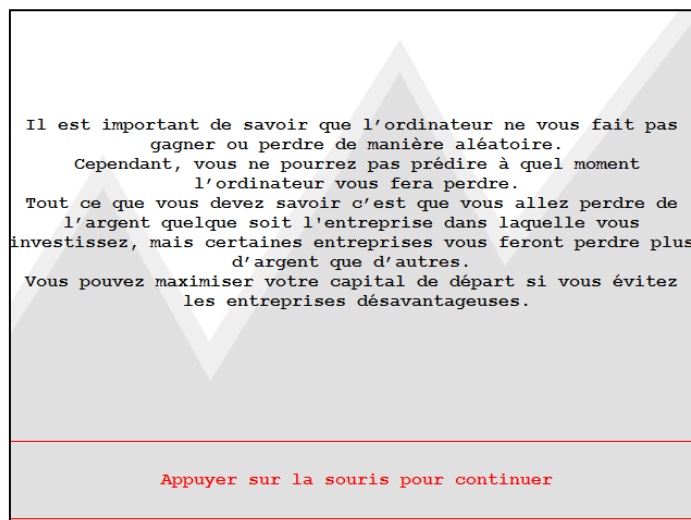 Il est important de savoir que l’ordinateur ne vous fait pas
gagner ou perdre de manière aléatoire.
Cependant, vous ne pourrez pas prédire à quel moment
l’ordinateur vous fera perdre.
Tout ce que vous devez savoir c’est que vous allez perdre de
l’argent quelque soit l'entreprise dans laquelle vous
investissez, mais certaines entreprises vous feront perdre plus
d’argent que d’autres.
Vous pouvez maximiser votre capital de départ si vous évitez
les entreprises désavantageuses.
Appuyer sur la souris pour continuer